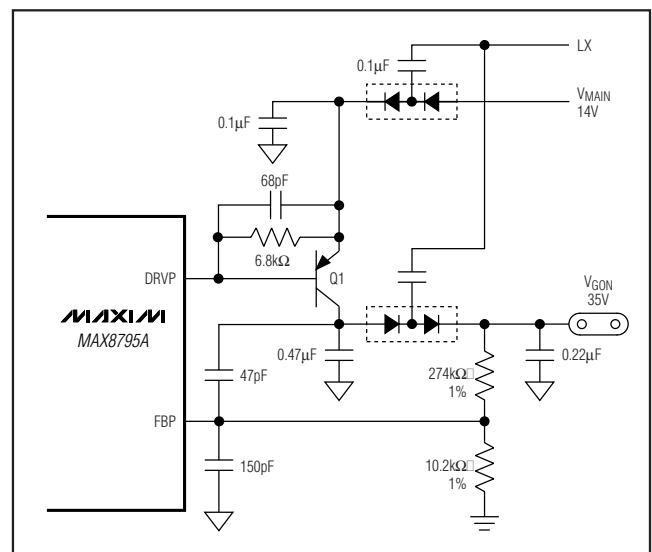 LX
0.1µF
VMAIN
14V
0.1µF
68pF
6.8kΩ
DRVP
Q1
VGON
35V
MAXIM
MAX8795A
0.47µF
0.22µF
274kΩ
1%
47pF
FBP
150pF
10.2kΩ
1%